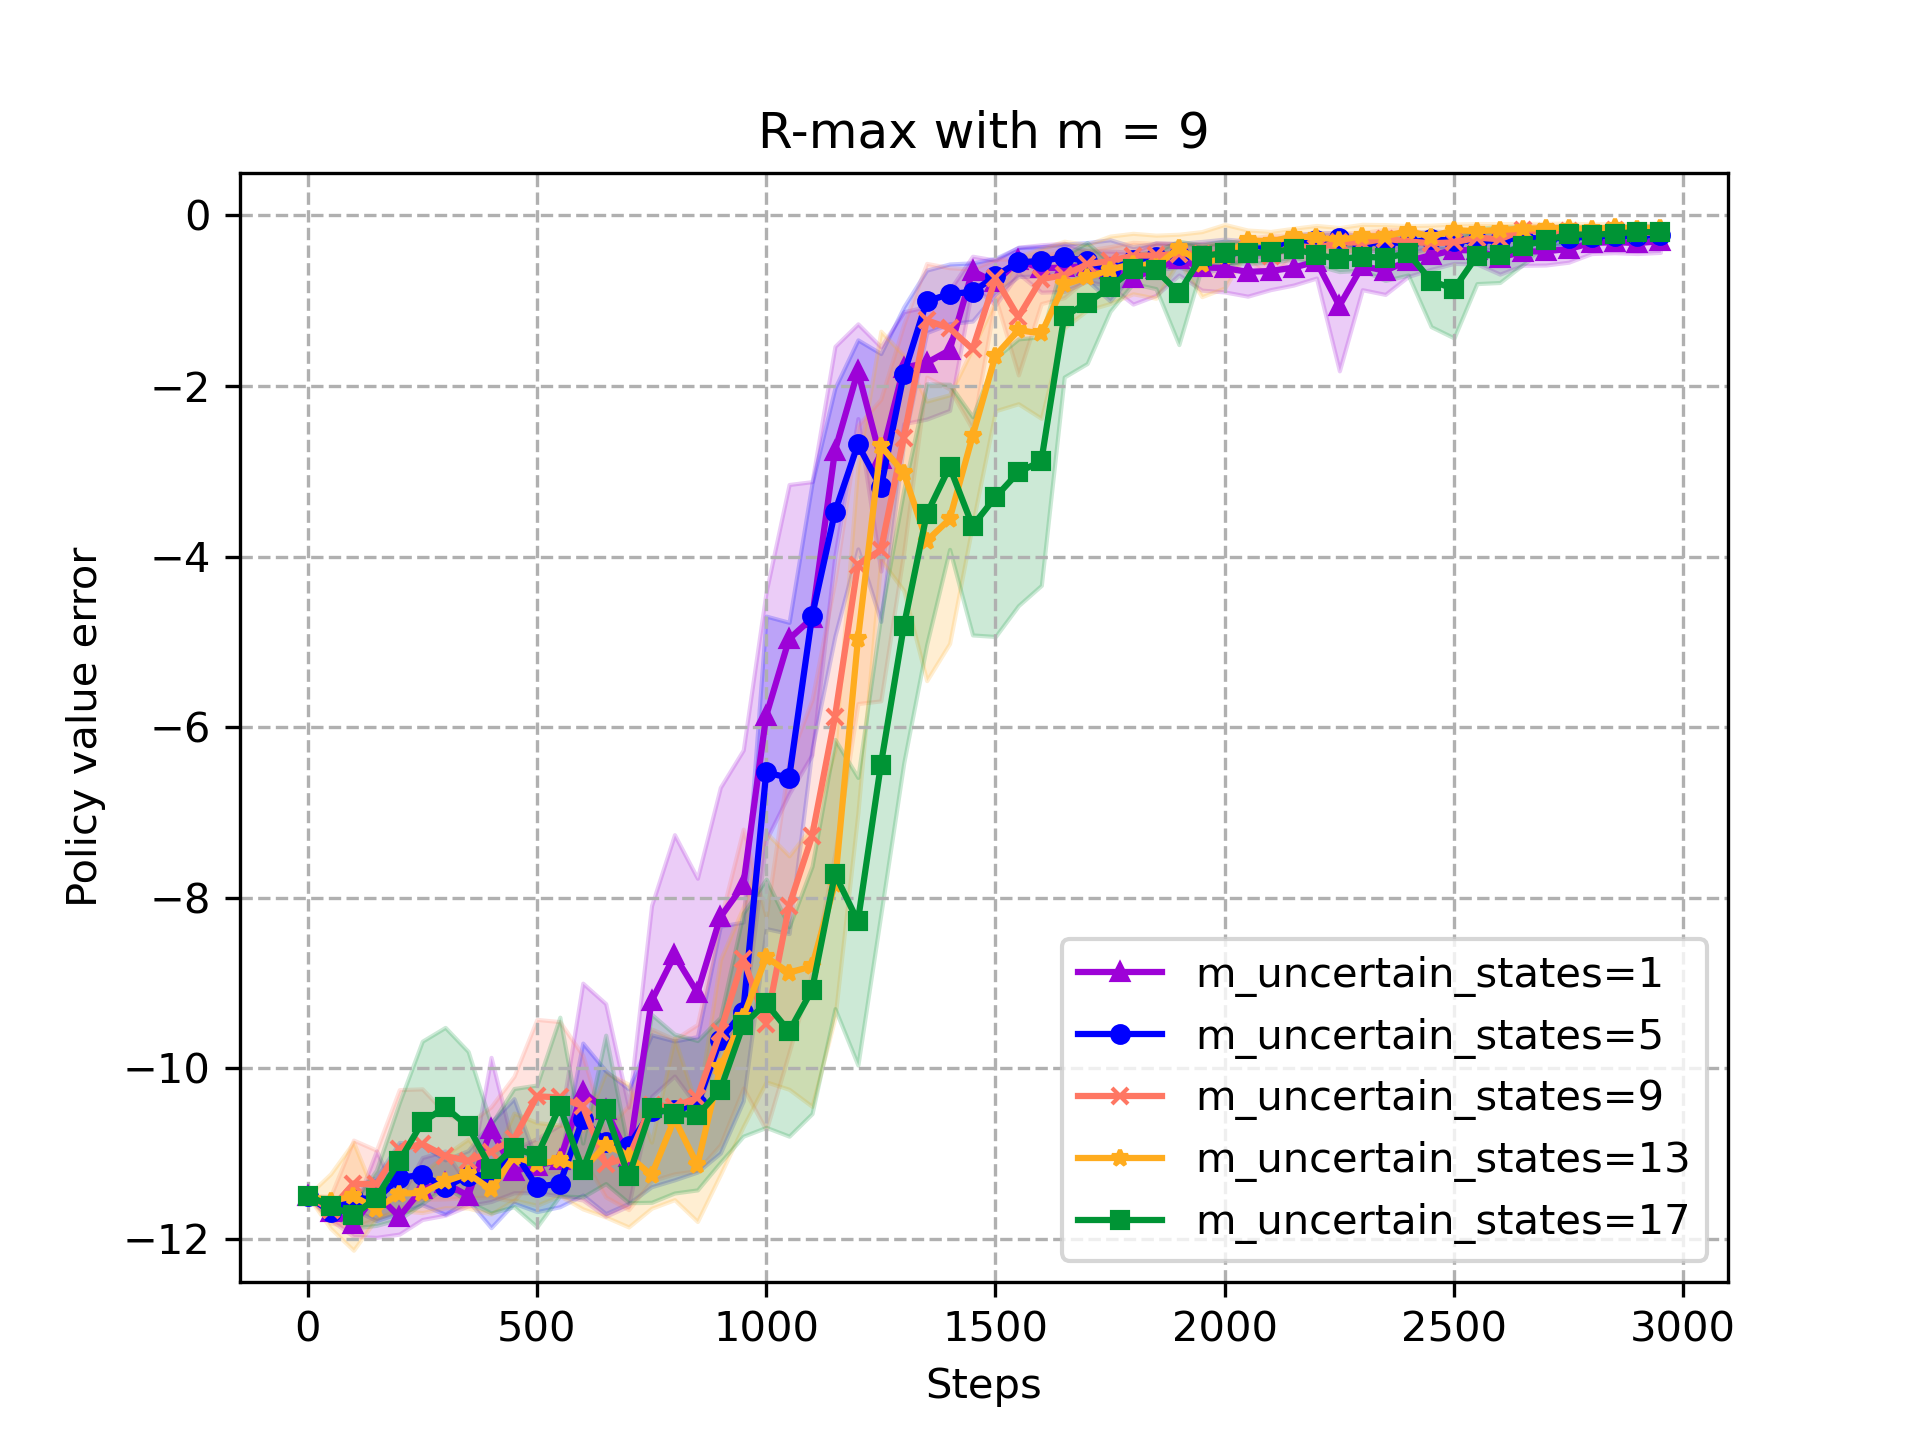 R-max with m = 9
Policy value error
0
−2
−4
−6
−8
−10
−12
m_uncertain_states=1
m_uncertain_states=5
m_uncertain_states=9
m_uncertain_states=13
m_uncertain_states=17
0 500 1000 1500 2000 2500 3000
Steps